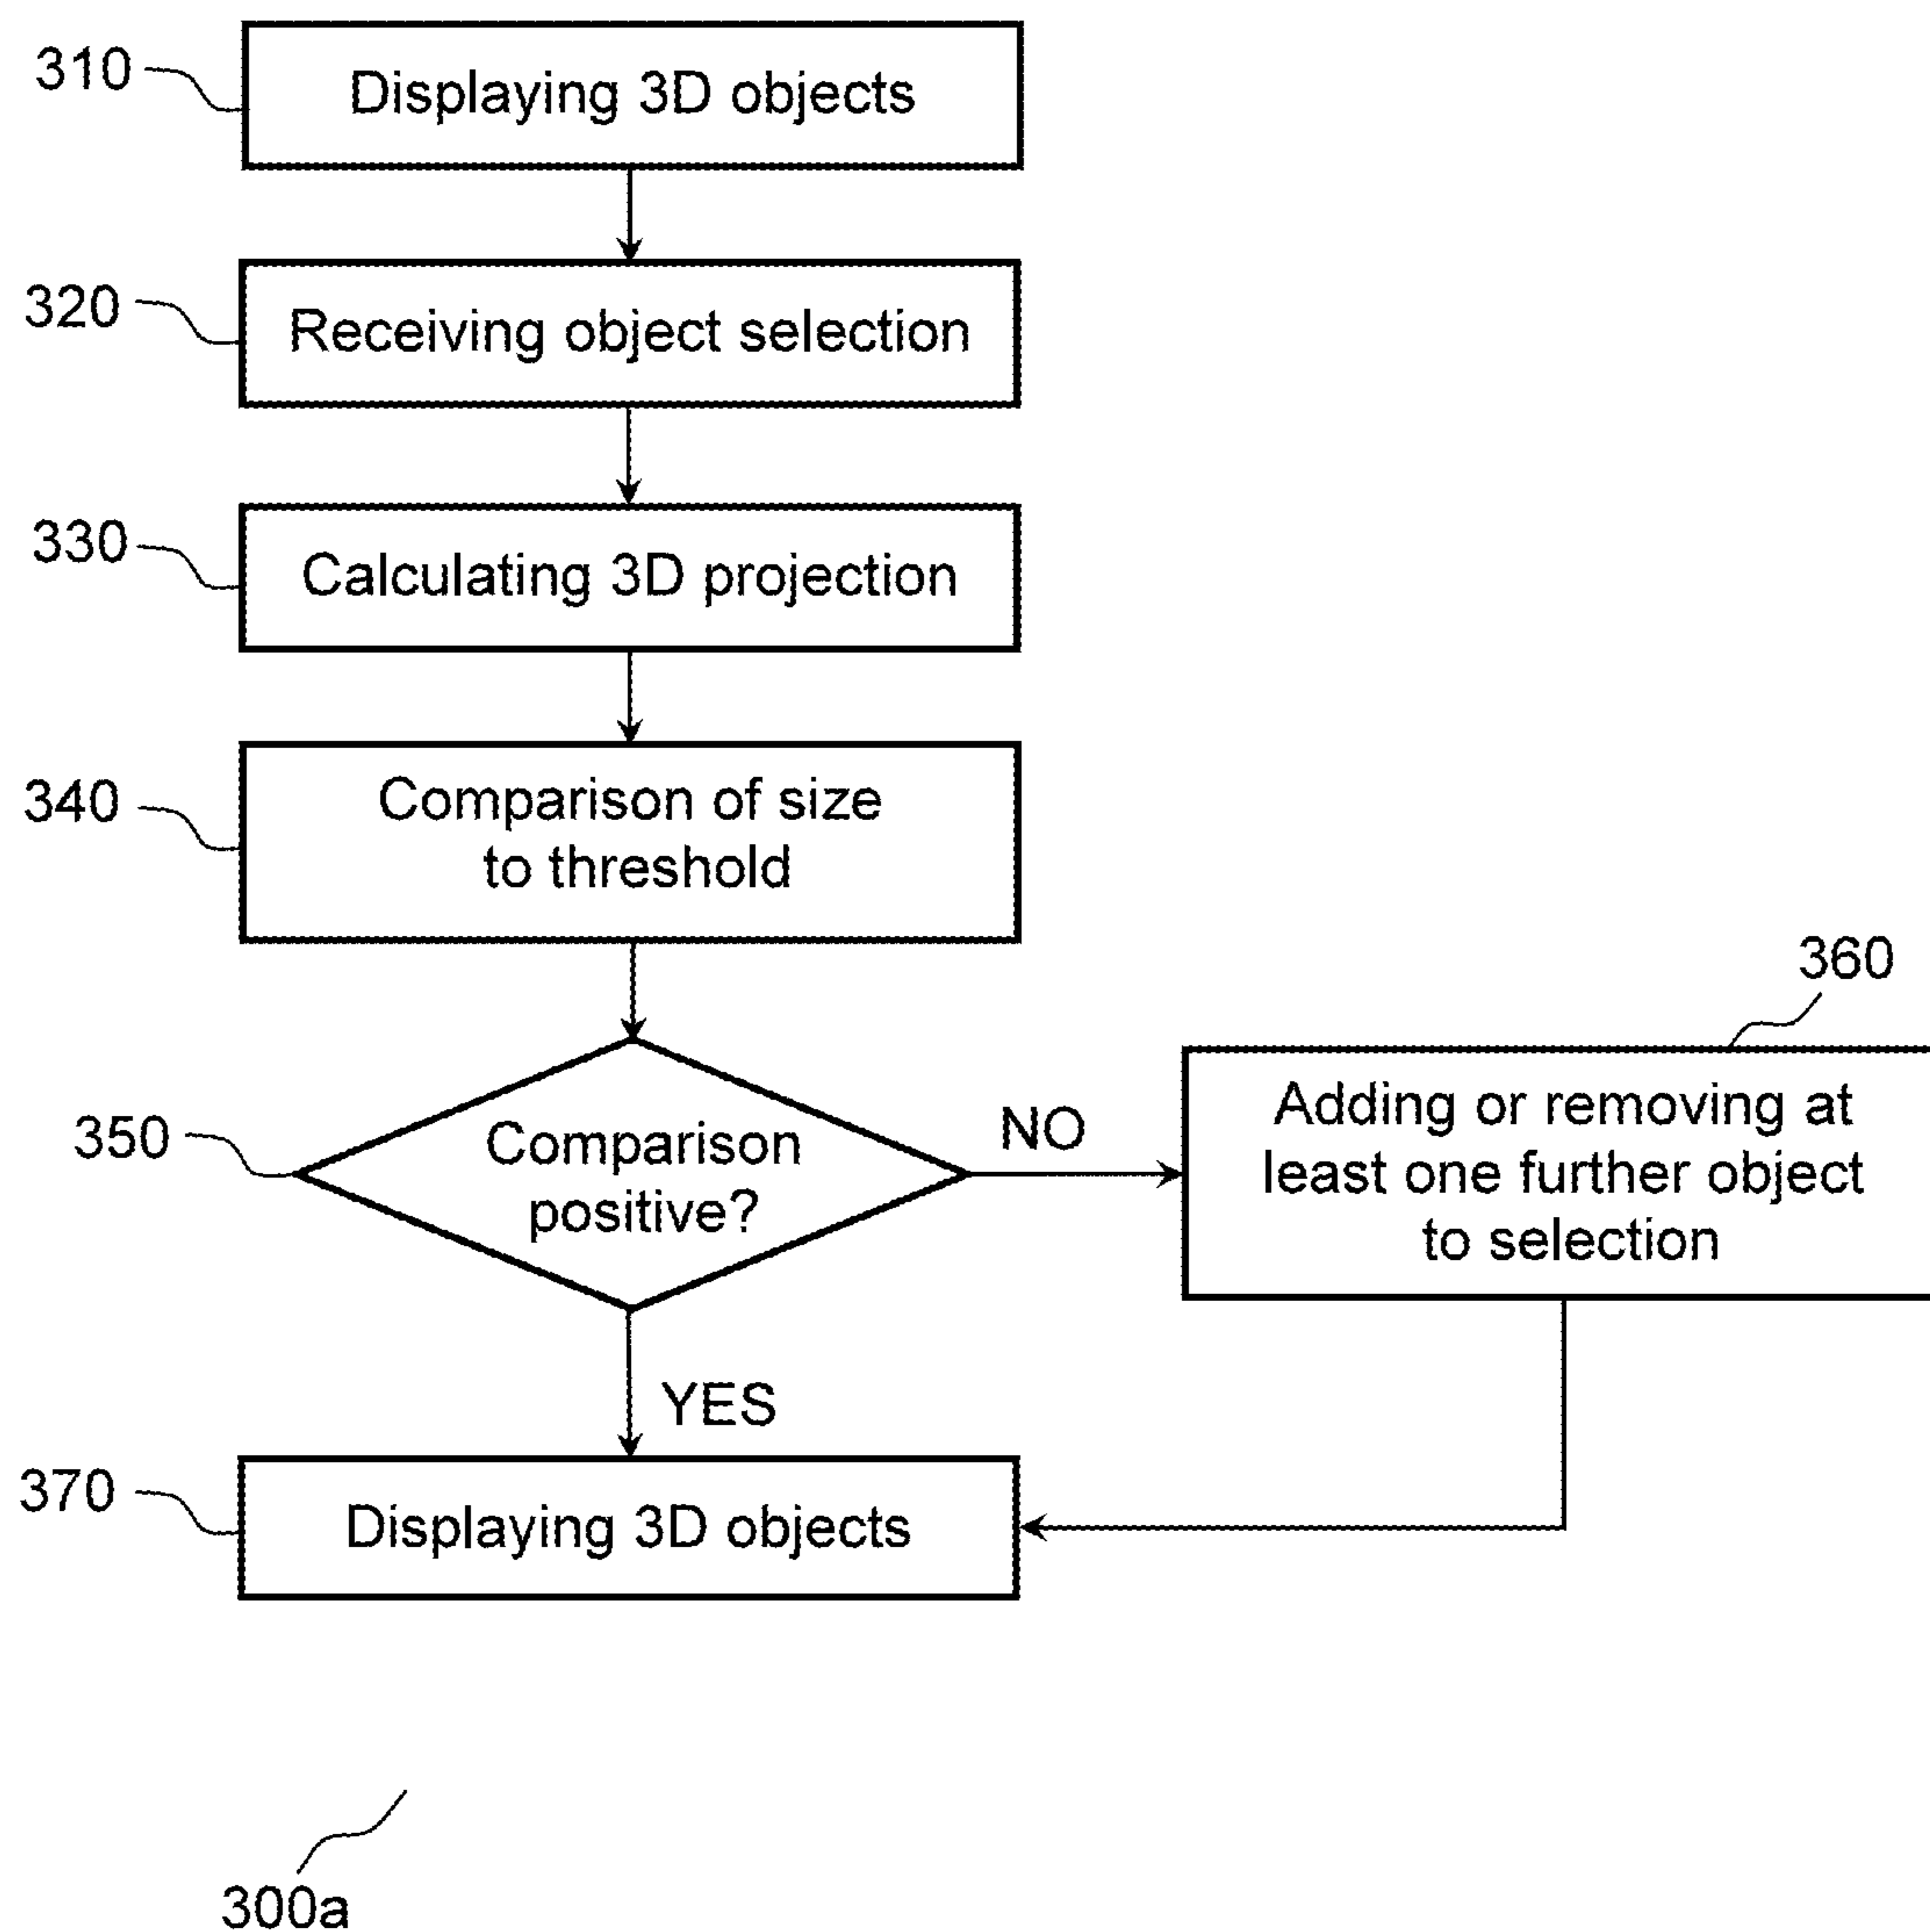 310
Displaying 3D objects
320
Receiving object selection
330
Calculating 3D projection
340
Comparison of size
to threshold
350
Comparison
positive?
NO
360
Adding or removing at
least one further object
to selection
YES
370
Displaying 3D objects
300a